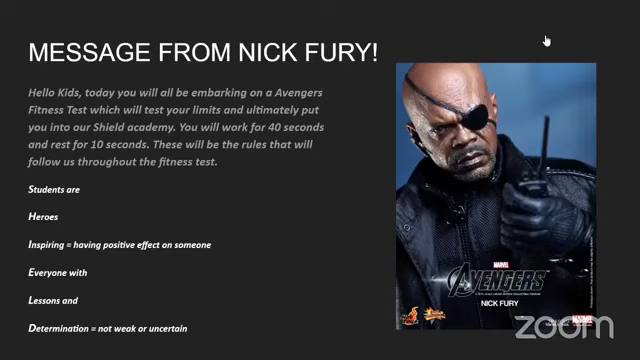 MESSAGE FROM NICK FURY!
Hello Kids, today you will all be embarking on a Avengers
Fitness Test which will test your limits and ultimately put
you into our Shield academy. You will work for 40 seconds
and rest for 10 seconds. These will be the rules that will
follow us throughout the fitness test.
Students are
Heroes
Inspiring = having positive effect on someone
Everyone with
Lessons and
Determination = not weak or uncertain
MARVEL
AVENGERS
NICK FURY
MARVEL
zoom